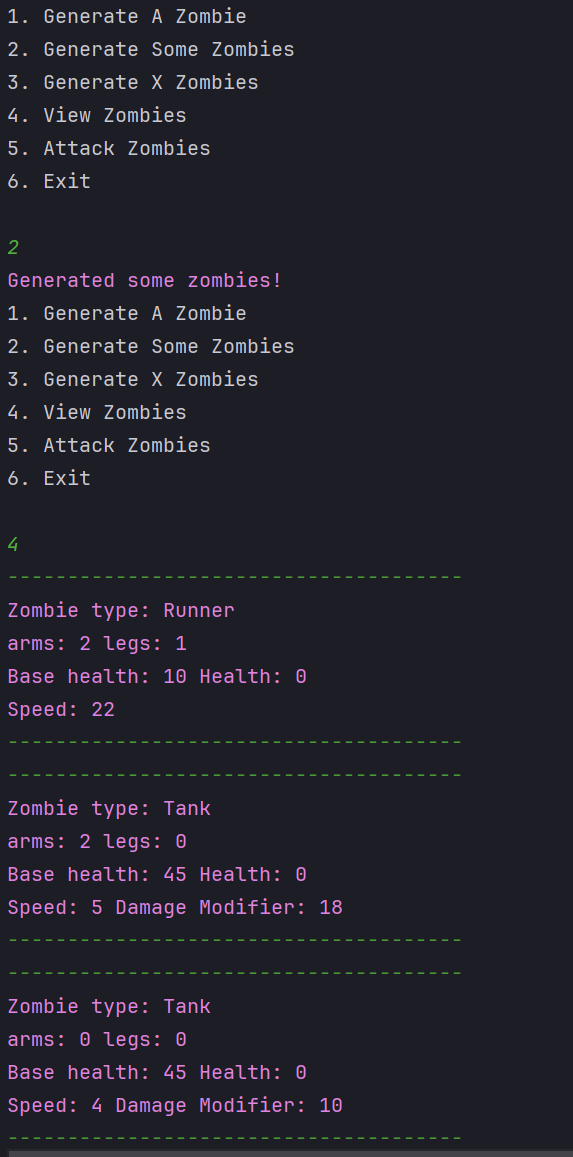 1. Generate A Zombie
2. Generate Some Zombies
3. Generate X Zombies
4. View Zombies
5. Attack Zombies
6. Exit
2
Generated some zombies!
1. Generate A Zombie
2. Generate Some Zombies
3. Generate X Zombies
4. View Zombies
5. Attack Zombies
6. Exit
4
--------------------------------------
Zombie type: Runner
arms: 2 legs: 1
Base health: 10 Health: 0
Speed: 22
--------------------------------------
--------------------------------------
Zombie type: Tank
arms: 2 legs: 0
Base health: 45 Health: 0
Speed: 5 Damage Modifier: 18
--------------------------------------
--------------------------------------
Zombie type: Tank
arms: 0 legs: 0
Base health: 45 Health: 0
Speed: 4 Damage Modifier: 10
--------------------------------------